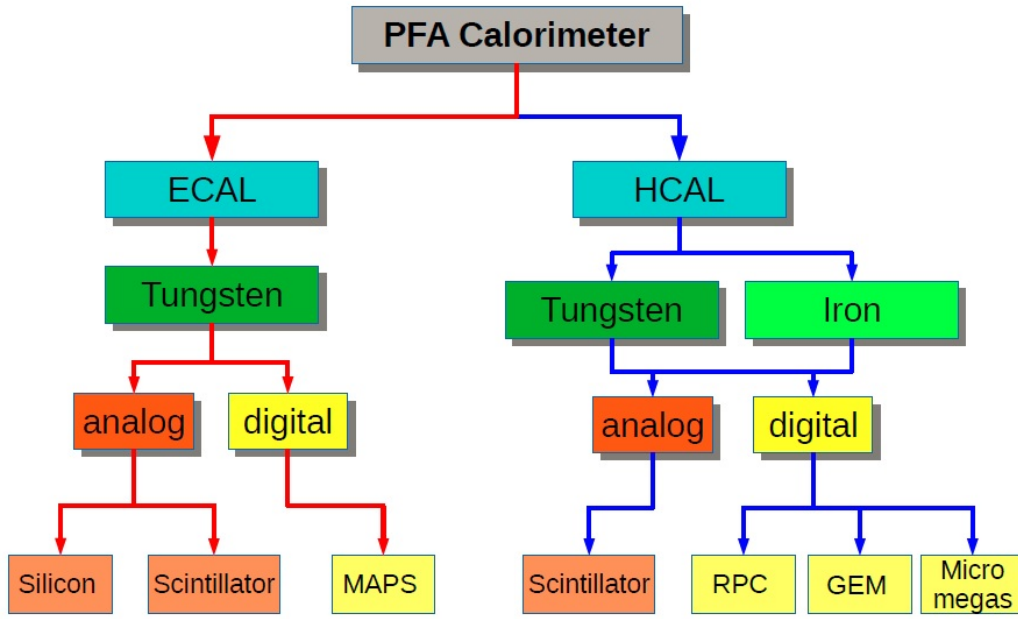 PFA Calorimeter
ECAL
HCAL
Tungsten
Tungsten
Iron
analog
digital
analog
digital
Silicon
Scintillator
MAPS
Scintillator
RPC
GEM
Micro
megas